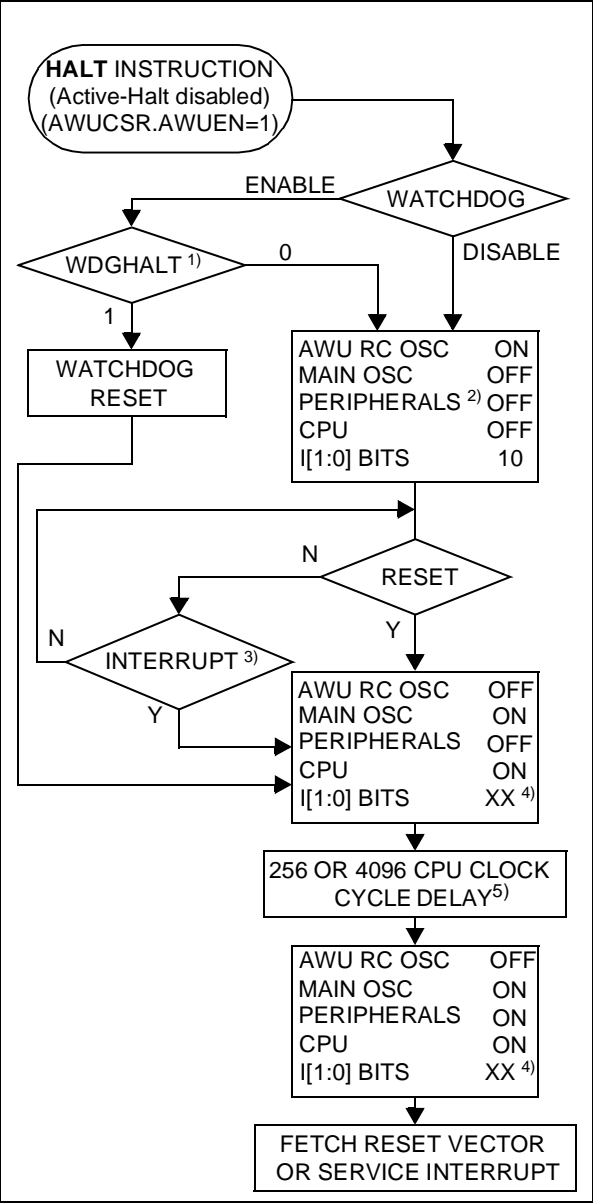 HALT INSTRUCTION
(Active-Halt disabled)
(AWUCSR.AWUEN=1)
ENABLE
WATCHDOG
WDGHALT 1)
0
DISABLE
1
WATCHDOG
RESET
AWU RC OSC ON
MAIN OSC OFF
PERIPHERALS 2) OFF
CPU OFF
I[1:0] BITS 10
N
RESET
Y
N
INTERRUPT 3)
Y
AWU RC OSC OFF
MAIN OSC ON
PERIPHERALS OFF
CPU ON
I[1:0] BITS XX 4)
256 OR 4096 CPU CLOCK
CYCLE DELAY5)
AWU RC OSC OFF
MAIN OSC ON
PERIPHERALS ON
CPU ON
I[1:0] BITS XX 4)
FETCH RESET VECTOR
OR SERVICE INTERRUPT